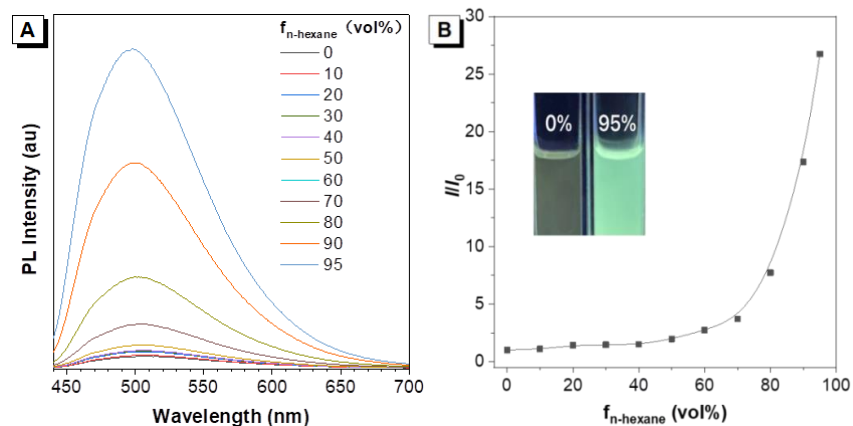 A
f n-hexane (vol%)
0
10
20
30
40
50
60
70
80
90
95
PL Intensity (au)
450 500 550 600 650 700
Wavelength (nm)
B
30
25
20
15
10
5
0
I/I0
0% 95%
0 20 40 60 80 100
f n-hexane (vol%)